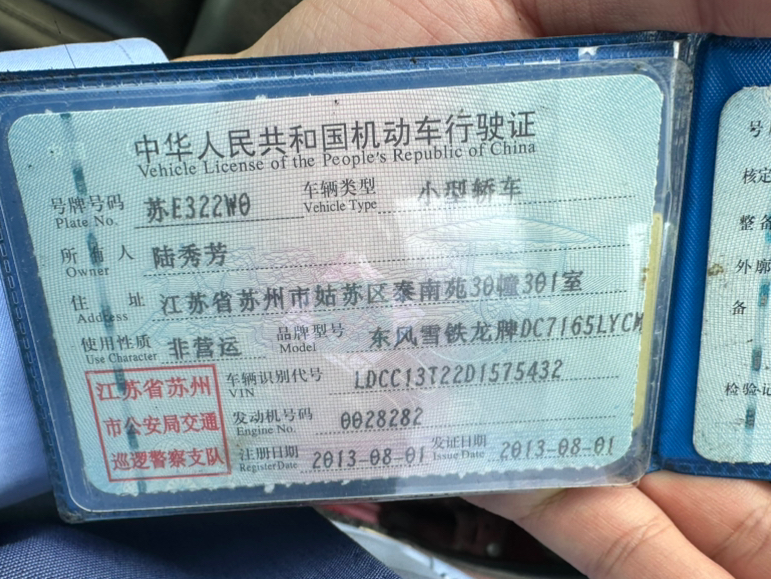 中华人民共和国机动车行驶证
Vehicle License of the People's Republic of China
号牌号码 苏E322W0 车辆类型 小型轿车
Plate No. Vehicle Type
所有人 陆秀芳
Owner
住址 江苏省苏州市姑苏区泰南苑30幢301室
Address
使用性质 非营运 品牌型号 东风雪铁龙牌DC7165LYCM
Use Character Model
江苏省苏州
市公安局交通
巡逻警察支队
车辆识别代号 LDCC13T22D1575432
VIN
发动机号码 0028282
Engine No.
注册日期 2013-08-01 发证日期 2013-08-01
Register Date Issue Date
号
核定
整备
外廓
备
检验记